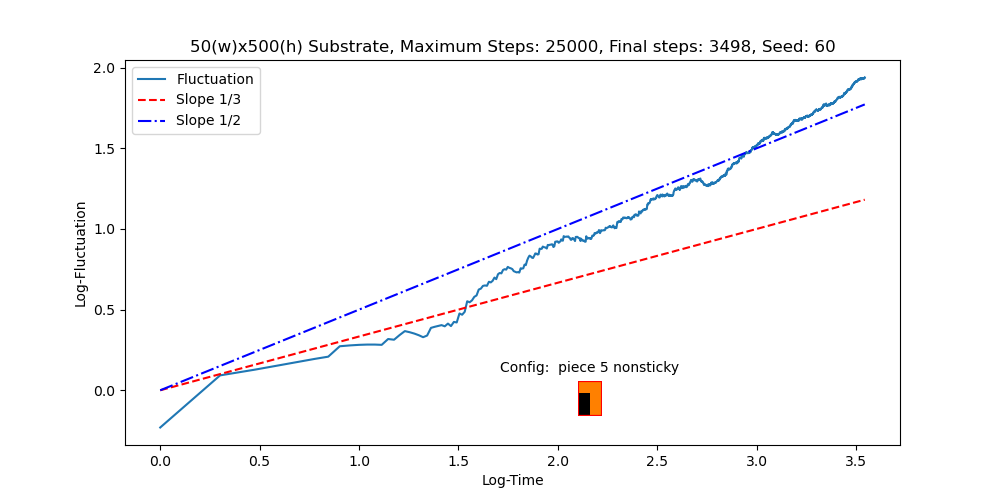 50(w)x500(h) Substrate, Maximum Steps: 25000, Final steps: 3498, Seed: 60
Fluctuation
Slope 1/3
Slope 1/2
Log-Fluctuation
2.0
1.5
1.0
0.5
0.0
Config:  piece 5 nonsticky
0.0 0.5 1.0 1.5 2.0 2.5 3.0 3.5
Log-Time